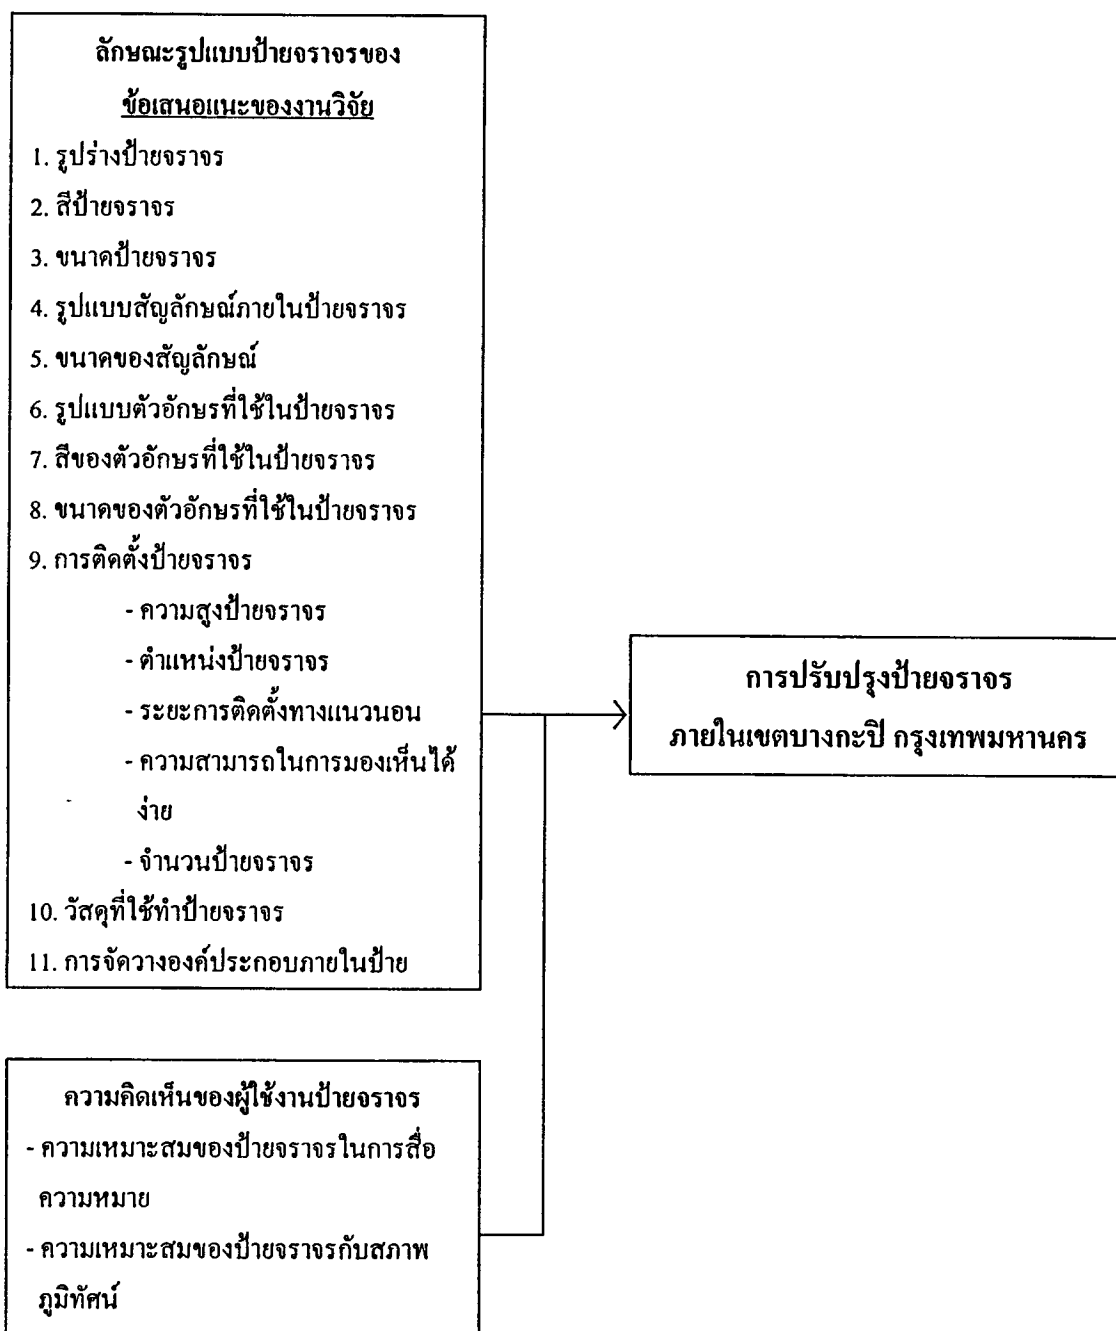 ลักษณะรูปแบบป้ายจราจรของ
ข้อเสนอแนะของงานวิจัย
1. รูปร่างป้ายจราจร
2. สีป้ายจราจร
3. ขนาดป้ายจราจร
4. รูปแบบสัญลักษณ์ภายในป้ายจราจร
5. ขนาดของสัญลักษณ์
6. รูปแบบตัวอักษรที่ใช้ในป้ายจราจร
7. สีของตัวอักษรที่ใช้ในป้ายจราจร
8. ขนาดของตัวอักษรที่ใช้ในป้ายจราจร
9. การติดตั้งป้ายจราจร
- ความสูงป้ายจราจร
- ตำแหน่งป้ายจราจร
- ระยะการติดตั้งทางแนวนอน
- ความสามารถในการมองเห็นได้
ง่าย
- จำนวนป้ายจราจร
10. วัสดุที่ใช้ทำป้ายจราจร
11. การจัดวางองค์ประกอบภายในป้าย
ความคิดเห็นของผู้ใช้งานป้ายจราจร
- ความเหมาะสมของป้ายจราจรในการสื่อ
ความหมาย
- ความเหมาะสมของป้ายจราจรกับสภาพ
ภูมิทัศน์
การปรับปรุงป้ายจราจร
ภายในเขตบางกะปิ กรุงเทพมหานคร